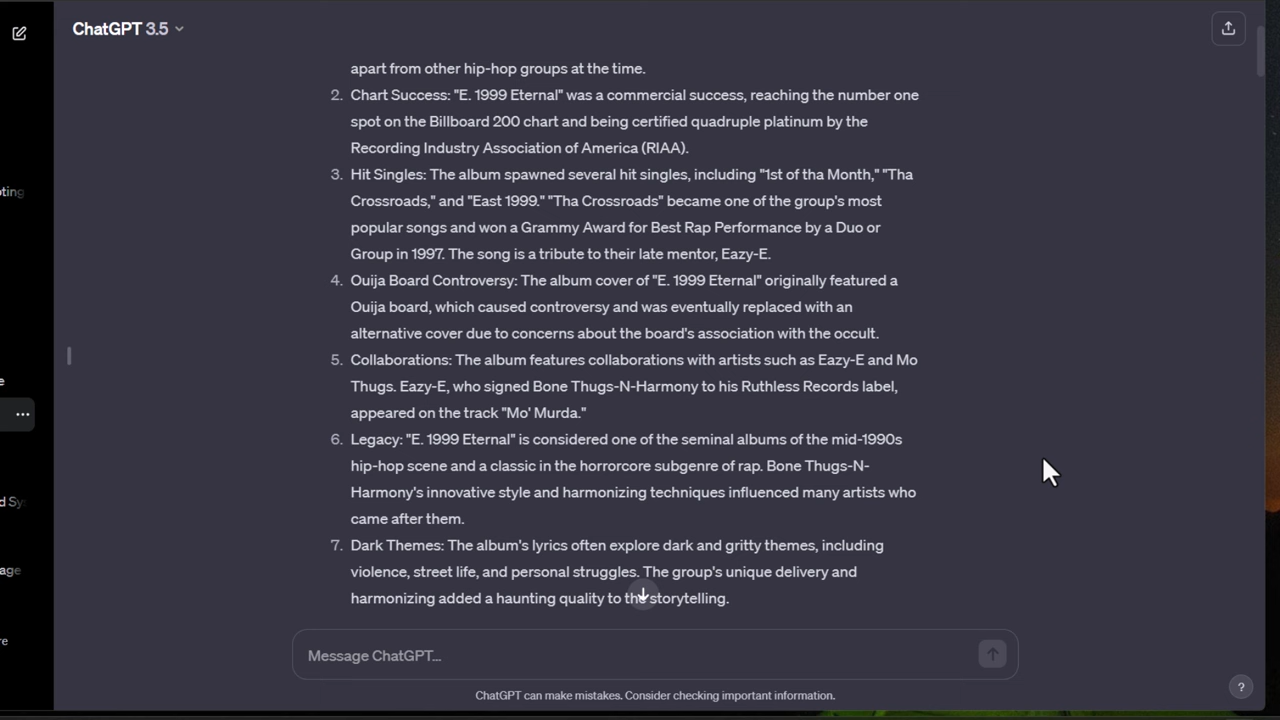 ChatGPT 3.5
apart from other hip-hop groups at the time.
2. Chart Success: "E. 1999 Eternal" was a commercial success, reaching the number one
spot on the Billboard 200 chart and being certified quadruple platinum by the
Recording Industry Association of America (RIAA).
3. Hit Singles: The album spawned several hit singles, including "1st of tha Month," "Tha
Crossroads," and "East 1999." "Tha Crossroads" became one of the group's most
popular songs and won a Grammy Award for Best Rap Performance by a Duo or
Group in 1997. The song is a tribute to their late mentor, Eazy-E.
4. Ouija Board Controversy: The album cover of "E. 1999 Eternal" originally featured a
Ouija board, which caused controversy and was eventually replaced with an
alternative cover due to concerns about the board's association with the occult.
5. Collaborations: The album features collaborations with artists such as Eazy-E and Mo
Thugs. Eazy-E, who signed Bone Thugs-N-Harmony to his Ruthless Records label,
appeared on the track "Mo' Murda."
6. Legacy: "E. 1999 Eternal" is considered one of the seminal albums of the mid-1990s
hip-hop scene and a classic in the horrorcore subgenre of rap. Bone Thugs-N-
Harmony's innovative style and harmonizing techniques influenced many artists who
came after them.
7. Dark Themes: The album's lyrics often explore dark and gritty themes, including
violence, street life, and personal struggles. The group's unique delivery and
harmonizing added a haunting quality to the storytelling.
Message ChatGPT...
ChatGPT can make mistakes. Consider checking important information.
?